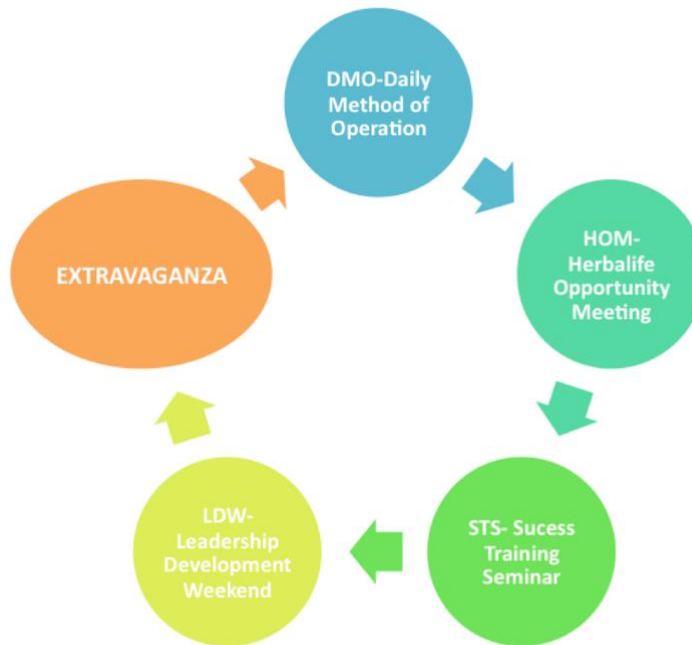 DMO-Daily
Method of
Operation
HOM-
Herbalife
Opportunity
Meeting
STS- Sucess
Training
Seminar
LDW-
Leadership
Development
Weekend
EXTRAVAGANZA